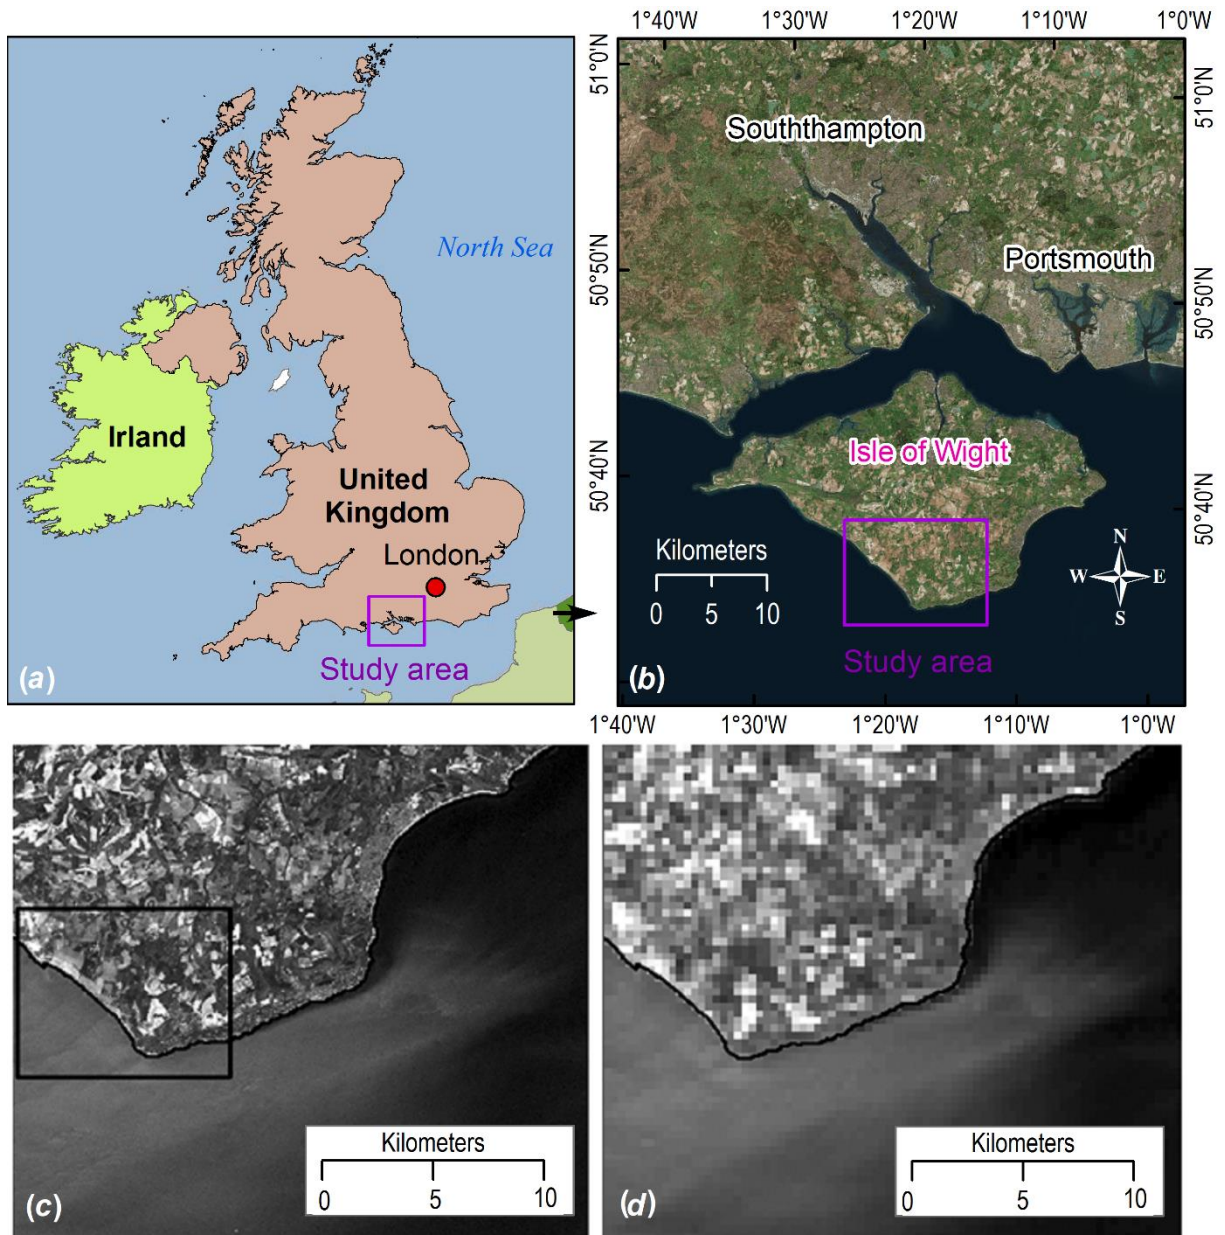 1°40'W 1°30'W 1°20'W 1°10'W 1°0'W
51°0'N
51°0'N
Souththampton
North Sea
Portsmouth
50°50'N
50°50'N
Irland
Isle of Wight
United
Kingdom
50°40'N
50°40'N
London
Kilometers
0 5 10
N
W E
S
Study area
(a)
Study area
(b)
1°40'W 1°30'W 1°20'W 1°10'W 1°0'W
Kilometers
0 5 10
(c)
Kilometers
0 5 10
(d)